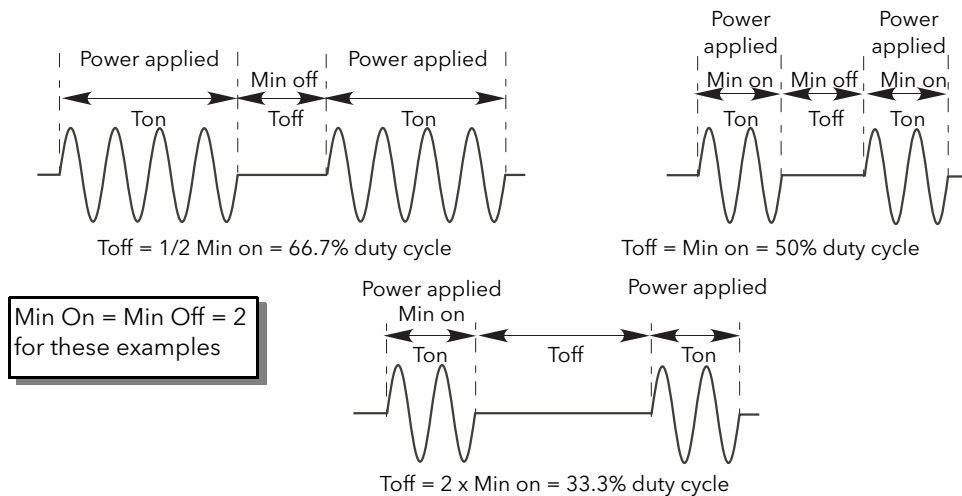 Power applied
Min off
Power applied
Ton
Toff
Ton
Toff = 1/2 Min on = 66.7% duty cycle
Power
applied
Power
applied
Min on
Min off
Min on
Ton
Toff
Ton
Toff = Min on = 50% duty cycle
Min On = Min Off = 2
for these examples
Power applied
Min on
Power applied
Ton
Toff
Ton
Toff = 2 x Min on = 33.3% duty cycle